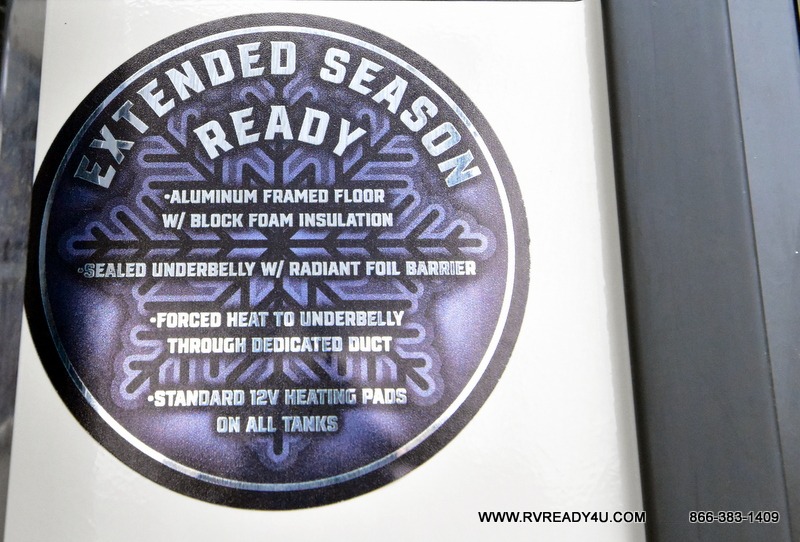 EXTENDED SEASON
READY
•ALUMINUM FRAMED FLOOR
W/ BLOCK FOAM INSULATION
•SEALED UNDERBELLY W/ RADIANT FOIL BARRIER
•FORCED HEAT TO UNDERBELLY
THROUGH DEDICATED DUCT
•STANDARD 12V HEATING PADS
ON ALL TANKS
WWW.RVREADY4U.COM 866-383-1409